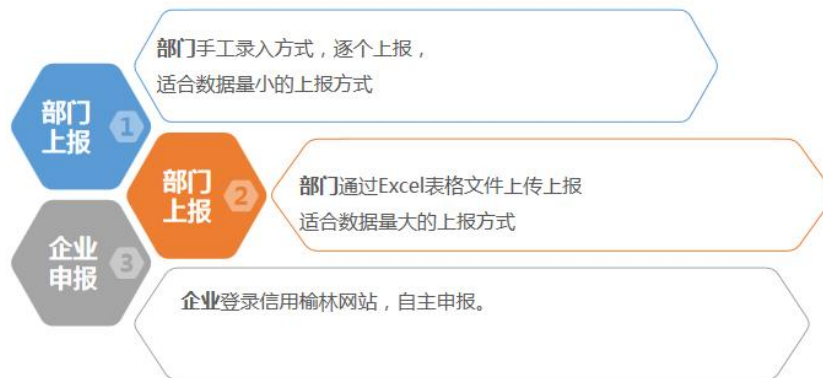 部门手工录入方式，逐个上报，
适合数据量小的上报方式
部门
上报
1
部门
上报
2
部门通过Excel表格文件上传上报
适合数据量大的上报方式
企业
申报
3
企业登录信用榆林网站，自主申报。